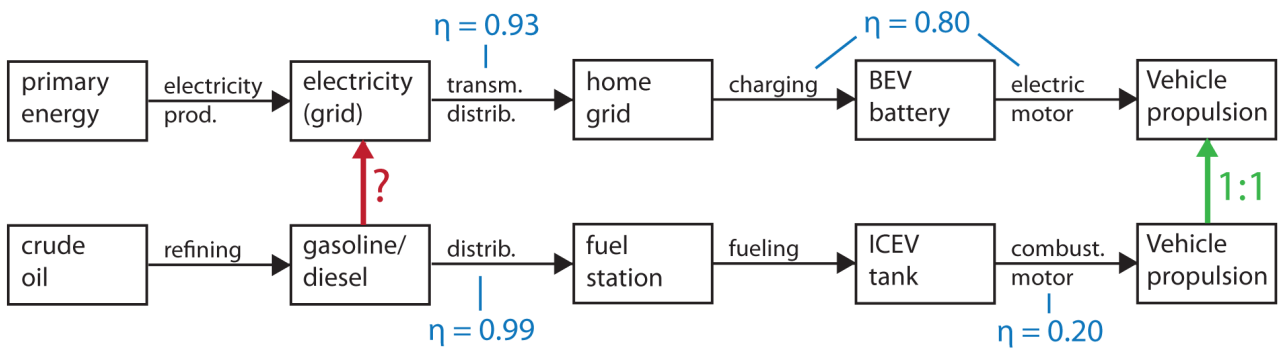 η = 0.93
η = 0.80
primary
energy
electricity
prod.
electricity
(grid)
transm.
distrib.
home
grid
charging
BEV
battery
electric
motor
Vehicle
propulsion
?
1:1
crude
oil
refining
gasoline/
diesel
distrib.
fuel
station
fueling
ICEV
tank
combust.
motor
Vehicle
propulsion
η = 0.99
η = 0.20